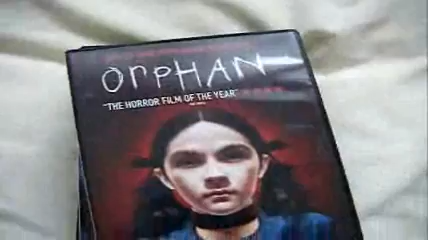 OrPHAN
"THE HORROR FILM OF THE YEAR"